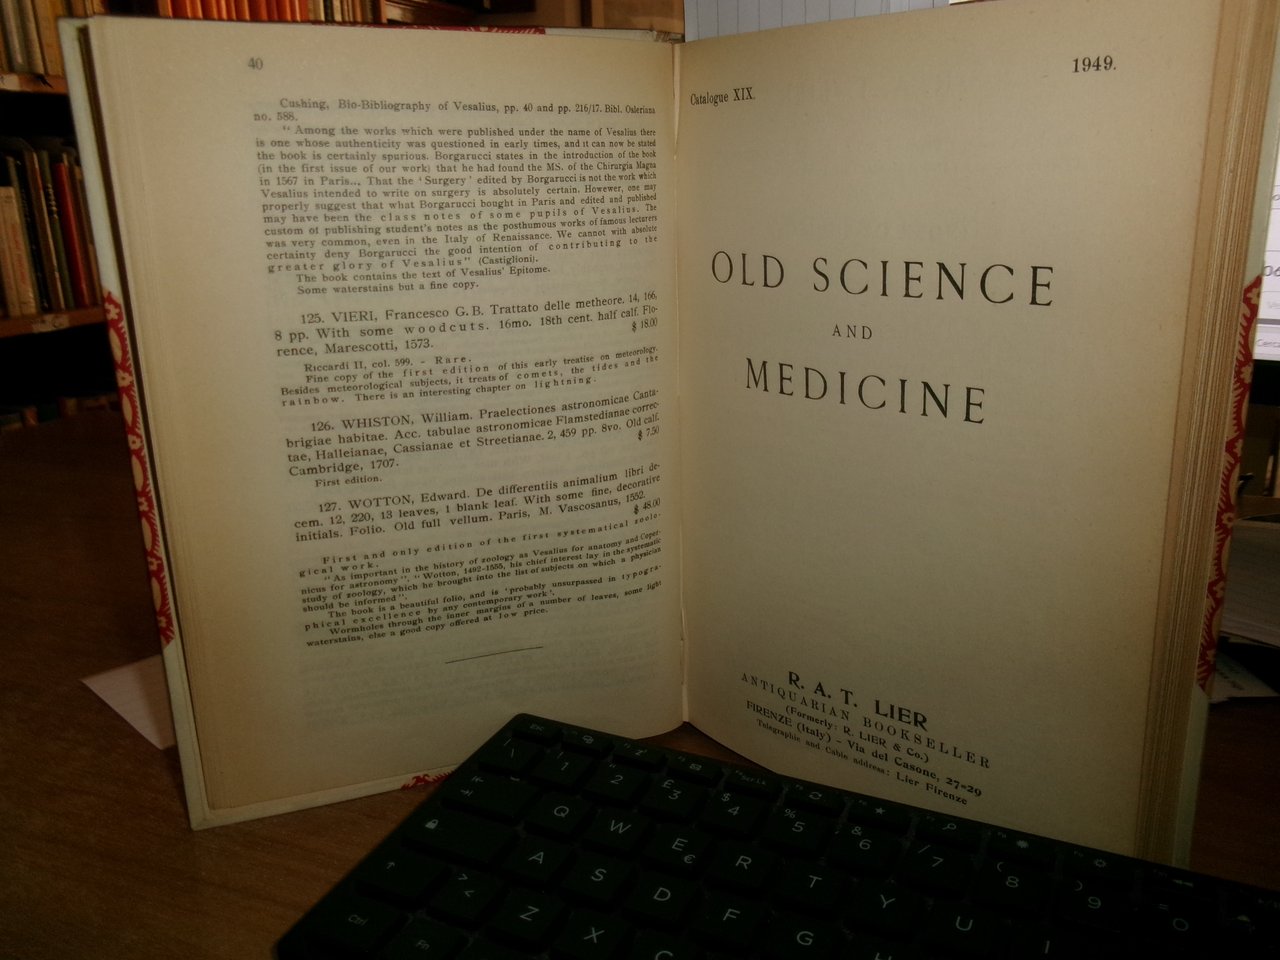 40
Cushing, Bio-Bibliography of Vesalius, pp. 40 and pp. 216/17. Bibl. Osleriana
no. 588.
" Among the works which were published under the name of Vesalius there
is one whose authenticity was questioned in early times, and it can now be stated
the book is certainly spurious. Borgarucci states in the introduction of the book
(in the first issue of our work) that he had found the MS. of the Chirurgia Magna
in 1567 in Paris... That the ' Surgery ' edited by Borgarucci is not the work which
Vesalius intended to write on surgery is absolutely certain. However, one may
properly suggest that what Borgarucci bought in Paris and edited and published
may have been the class notes of some pupils of Vesalius. The
custom of publishing student's notes as the posthumous works of famous lecturers
was very common, even in the Italy of Renaissance. We cannot with absolute
certainty deny Borgarucci the good intention of contributing to the
greater glory of Vesalius" (Castiglioni).
The book contains the text of Vesalius' Epitome.
Some waterstains but a fine copy.
125. VIERI, Francesco G. B. Trattato delle metheore. 14, 166,
8 pp. With some woodcuts. 16mo. 18th cent. half calf. Flo-
rence, Marescotti, 1573. $ 18.00
Riccardi II, col. 599. - Rare.
Fine copy of the first edition of this early treatise on meteorology.
Besides meteorological subjects, it treats of comets, the tides and the
rainbow. There is an interesting chapter on lightning.
126. WHISTON, William. Praelectiones astronomicae Canta-
brigiae habitae. Acc. tabulae astronomicae Flamstedianae correc-
tae, Halleianae, Cassianae et Streetianae. 2, 459 pp. 8vo. Old calf.
Cambridge, 1707. $ 7.50
First edition.
127. WOTTON, Edward. De differentiis animalium libri de-
cem. 12, 220, 13 leaves, 1 blank leaf. With some fine, decorative
initials. Folio. Old full vellum. Paris, M. Vascosanus, 1552.
$ 48.00
First and only edition of the first systematical zoolo-
gical work.
" As important in the history of zoology as Vesalius for anatomy and Coper-
nicus for astronomy ". " Wotton, 1492-1555, his chief interest lay in the systematic
study of zoology, which he brought into the list of subjects on which a physician
should be informed ".
The book is a beautiful folio, and is ' probably unsurpassed in typogra-
phical excellence by any contemporary work '.
Wormholes through the inner margins of a number of leaves, some light
waterstains, else a good copy offered at low price.
Catalogue XIX.
1949.
OLD SCIENCE
AND
MEDICINE
R. A. T. LIER
ANTIQUARIAN BOOKSELLER
(Formerly: R. LIER & Co.)
FIRENZE (Italy) - Via del Casone, 27-29
Telegraphic and Cable address: Lier Firenze
esc
\ 1 2 £ 3 $ 4 % 5 & 6 / 7 ( 8 ) 9 = 0
Q W E € R T Y U I
A S D F G H
> < Z X C
Ctrl Fn